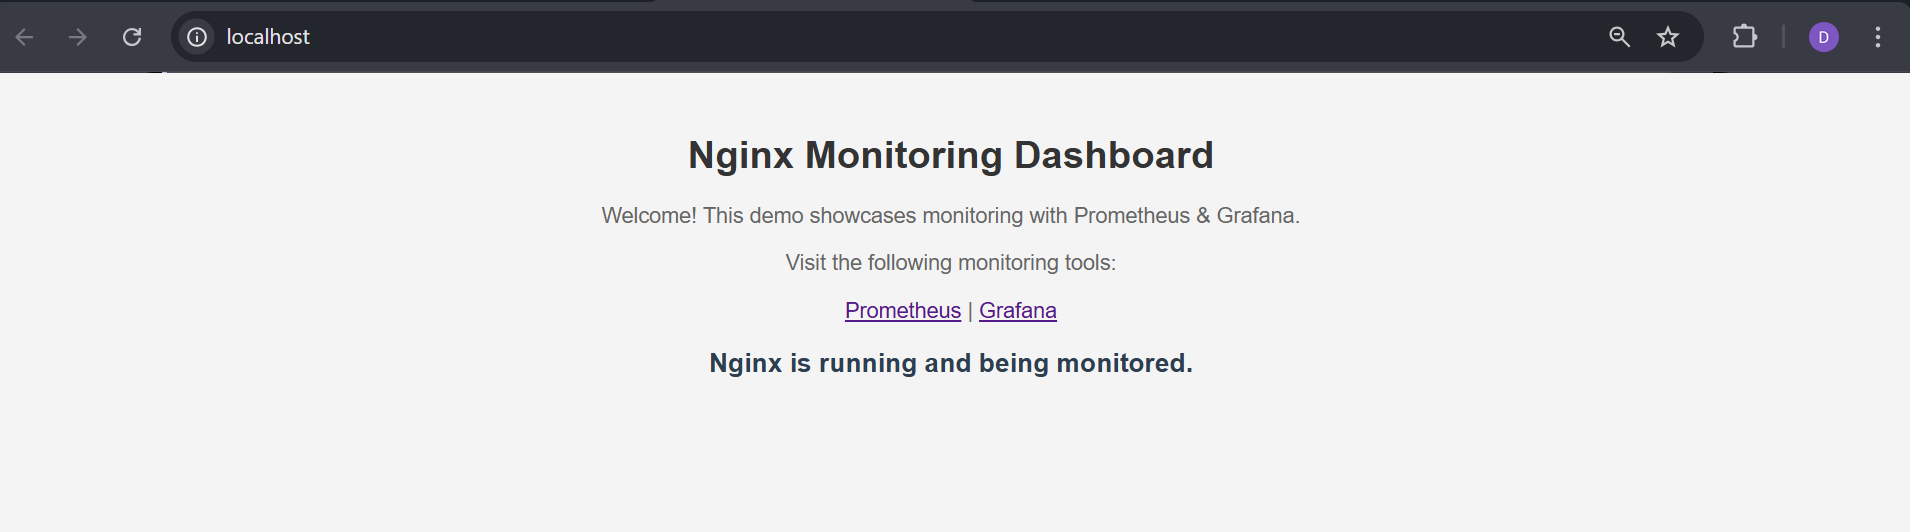 localhost
D
Nginx Monitoring Dashboard
Welcome! This demo showcases monitoring with Prometheus & Grafana.
Visit the following monitoring tools:
Prometheus | Grafana
Nginx is running and being monitored.